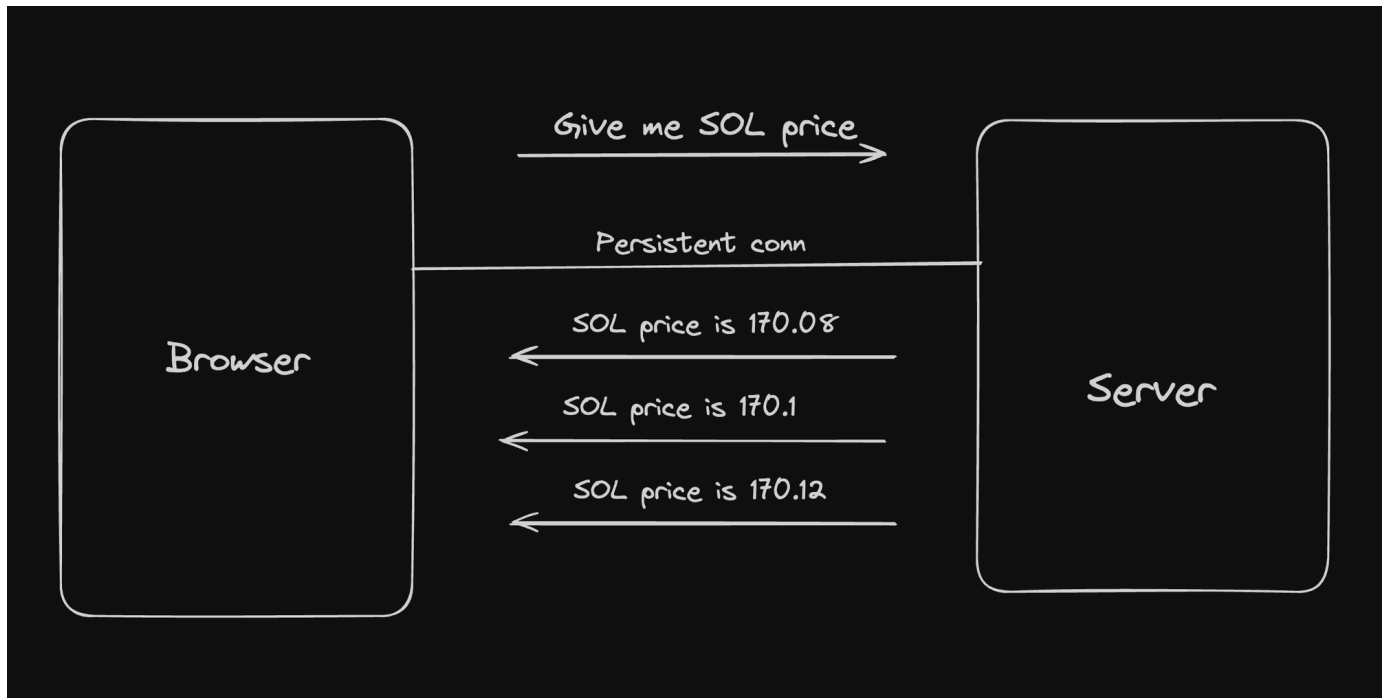 Give me SOL price
Persistent conn
SOL price is 170.08
Browser
Server
SOL price is 170.1
SOL price is 170.12